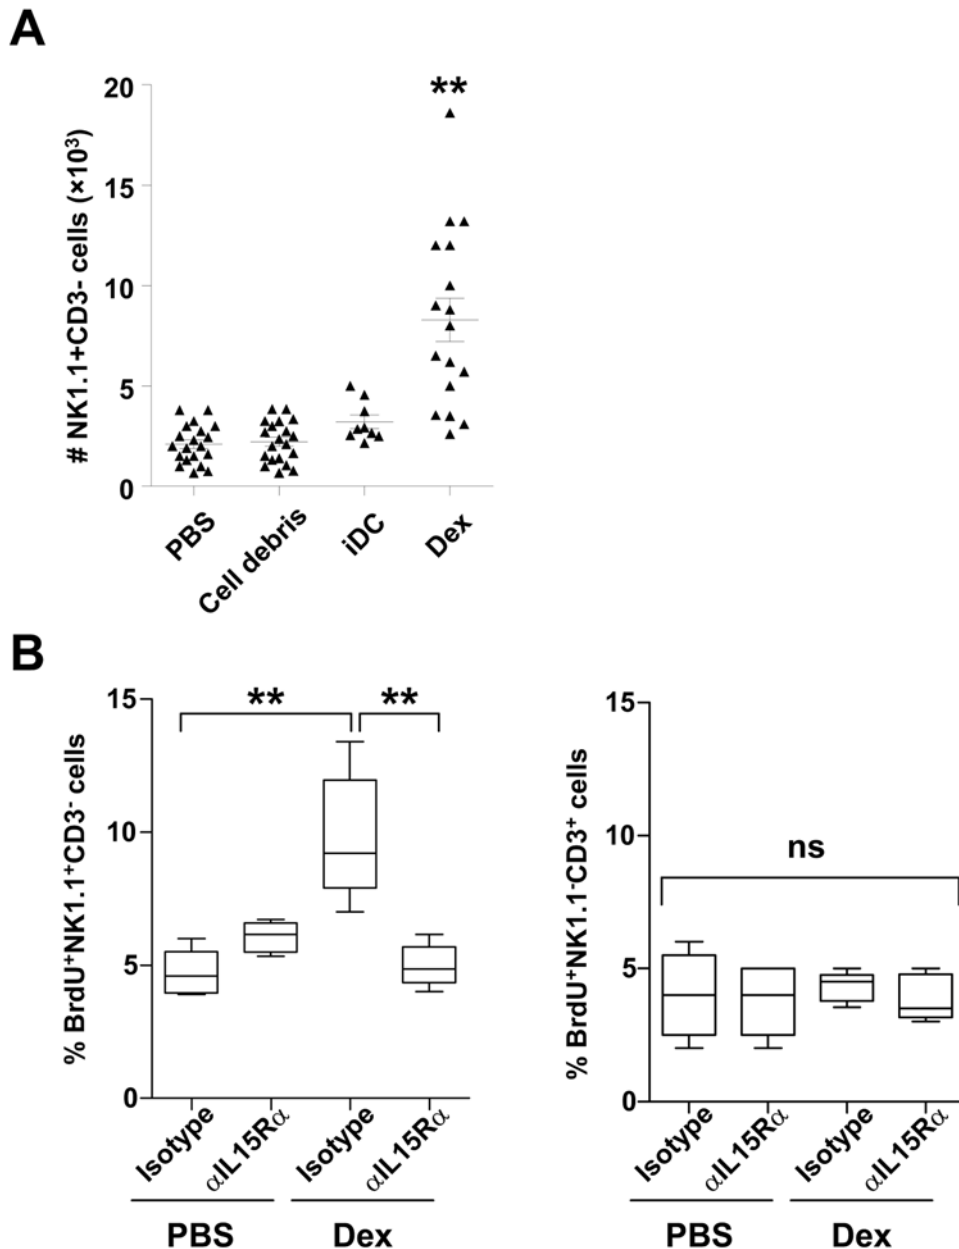 A
**
20
15
10
5
0
# NK1.1+CD3- cells (×10³)
PBS
Cell debris
iDC
Dex
B
** **
15
10
5
0
% BrdU⁺NK1.1⁺CD3⁻ cells
Isotype
αIL15Rα
Isotype
αIL15Rα
PBS
Dex
ns
15
10
5
0
% BrdU⁺NK1.1⁻CD3⁺ cells
Isotype
αIL15Rα
Isotype
αIL15Rα
PBS
Dex